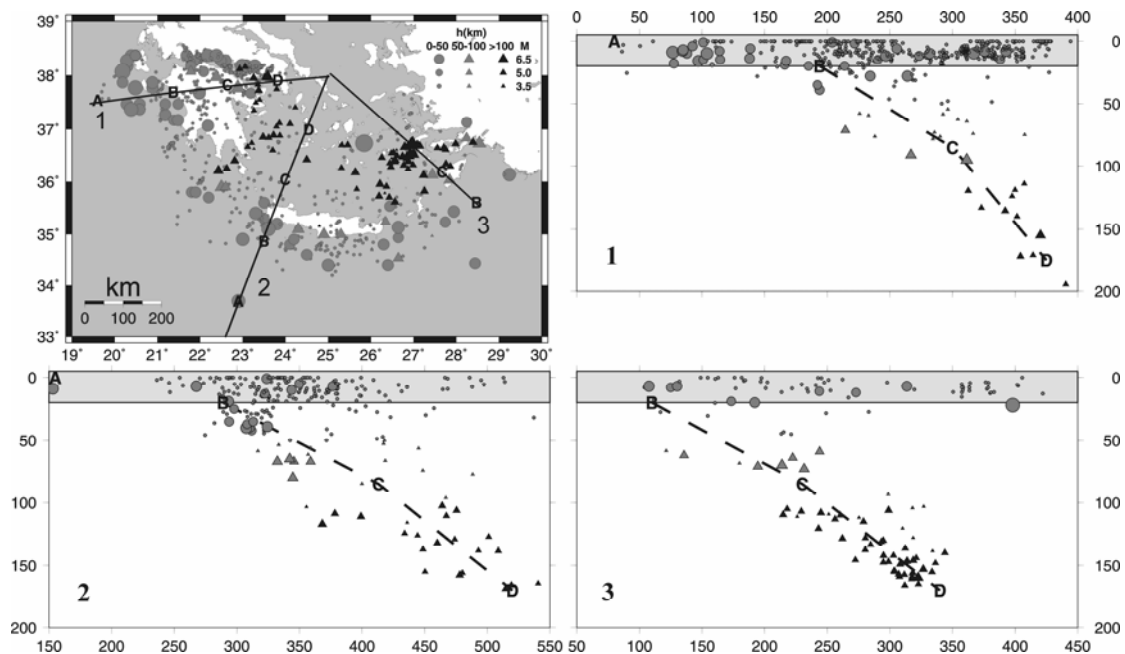 h(km)
0-50 50-100 >100 M
6.5
5.0
3.5
39°
38°
37°
36°
35°
34°
33°
A B C D
1
D
C
B
A
2
C
B
3
km
0 100 200
19° 20° 21° 22° 23° 24° 25° 26° 27° 28° 29° 30°
0 50 100 150 200 250 300 350 400
A
B
C
D
1
0
50
100
150
200
0
50
100
150
200
A
B
C
D
2
150 200 250 300 350 400 450 500 550
B
C
D
3
0
50
100
150
200
50 100 150 200 250 300 350 400 450